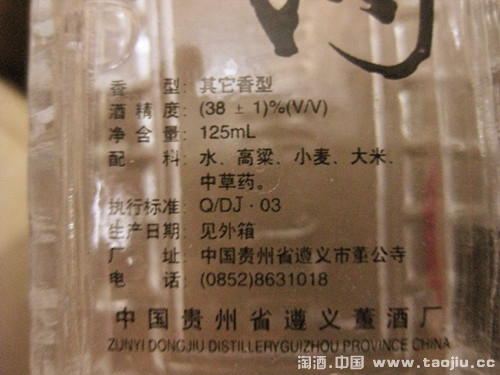 香 型: 其它香型
酒 精 度: (38 ± 1)%(V/V)
净 含 量: 125mL
配 料: 水、高粱、小麦、大米、
中草药。
执行标准: Q/DJ · 03
生产日期: 见外箱
厂 址: 中国贵州省遵义市董公寺
电 话: (0852)8631018
中国贵州省遵义董酒厂
ZUNYI DONGJIU DISTILLERYGUIZHOU PROVINCE CHINA
淘酒.中国 www.taojiu.cc